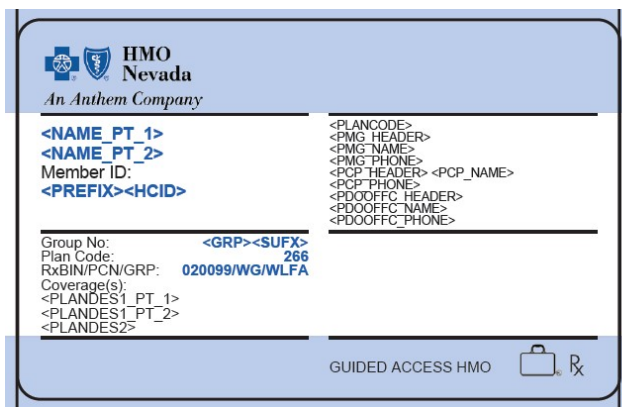 HMO
Nevada
An Anthem Company
<NAME_PT_1>
<NAME_PT_2>
Member ID:
<PREFIX><HCID>
<PLANCODE>
<PMG_HEADER>
<PMG_NAME>
<PMG_PHONE>
<PCP_HEADER> <PCP_NAME>
<PCP_PHONE>
<PDOOFFC_HEADER>
<PDOOFFC_NAME>
<PDOOFFC_PHONE>
Group No: <GRP><SUFX>
Plan Code: 266
RxBIN/PCN/GRP: 020099/WG/WLFA
Coverage(s):
<PLANDES1_PT_1>
<PLANDES1_PT_2>
<PLANDES2>
GUIDED ACCESS HMO ® Rx